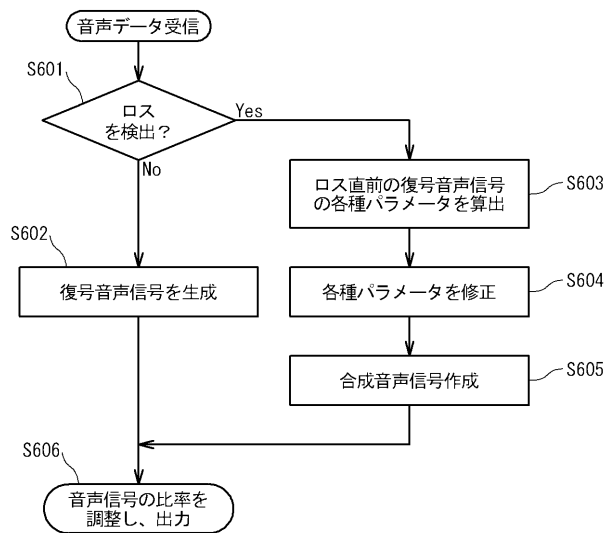 音声データ受信
S601
ロス
を検出？
Yes
No
ロス直前の復号音声信号
の各種パラメータを算出
S603
S602
復号音声信号を生成
各種パラメータを修正
S604
合成音声信号作成
S605
S606
音声信号の比率を
調整し、出力